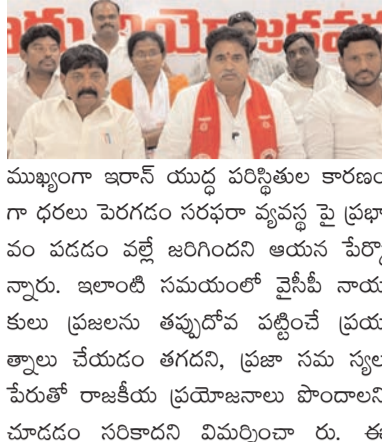 ముఖ్యంగా ఇరాన్ యుద్ధ పరిస్థితుల కారణం
గా ధరలు పెరగడం సరఫరా వ్యవస్థ పై ప్రభా
వం పడడం వల్లే జరిగిందని ఆయన పేర్కొ
న్నారు. ఇలాంటి సమయంలో వైసీపీ నాయ
కులు ప్రజలను తప్పుదోవ పట్టించే ప్రయ
త్నాలు చేయడం తగదని, ప్రజా సమ స్యల
పేరుతో రాజకీయ ప్రయోజనాలు పొందాలని
చూడడం సరికాదని విమర్శించా రు. ఈ